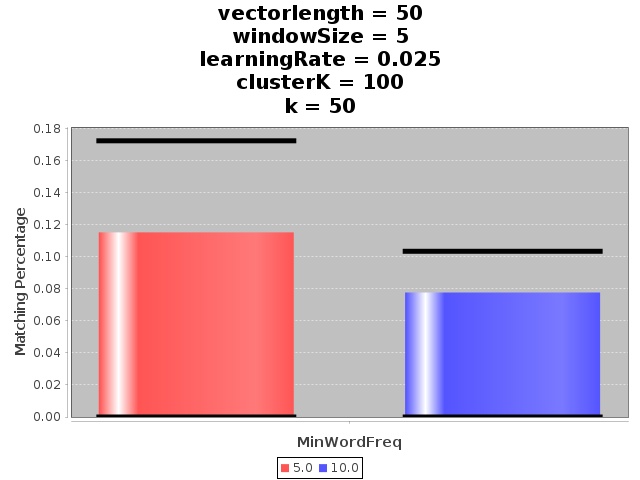 vectorlength = 50
windowSize = 5
learningRate = 0.025
clusterK = 100
k = 50
0.18
0.16
0.14
0.12
0.10
0.08
0.06
0.04
0.02
0.00
Matching Percentage
MinWordFreq
5.0 10.0